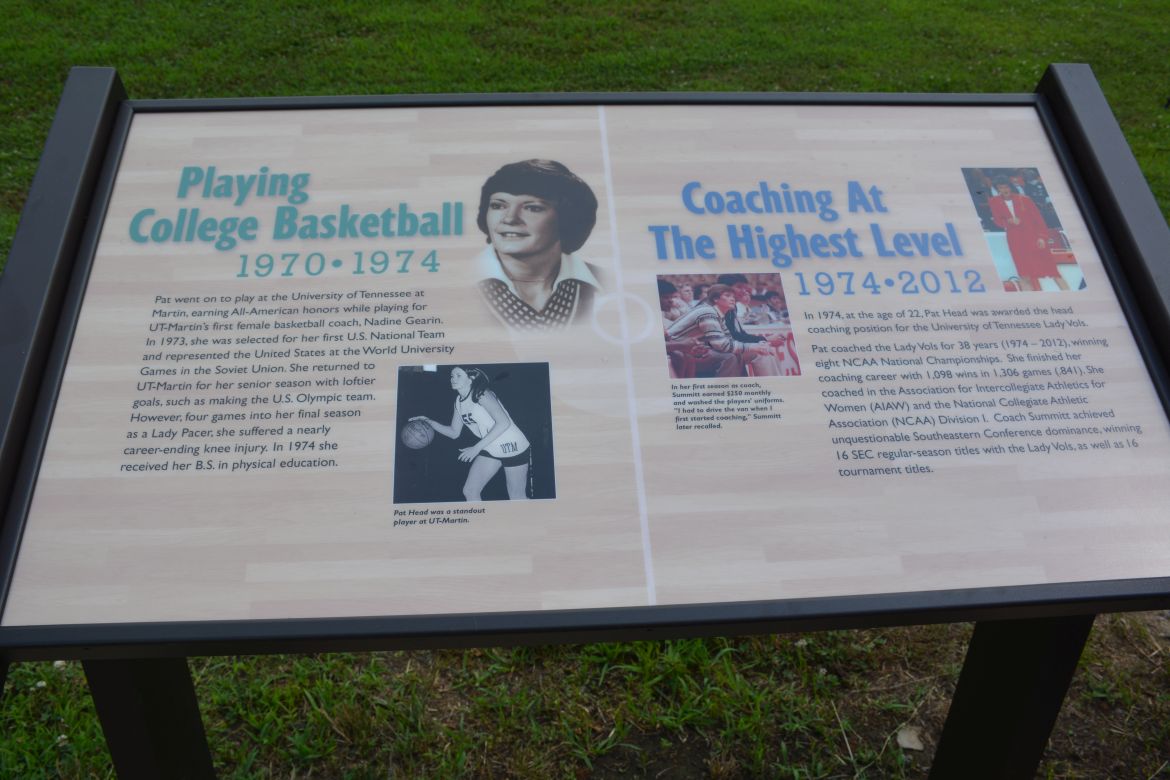 Playing
College Basketball
1970 • 1974
Pat went on to play at the University of Tennessee at
Martin, earning All-American honors while playing for
UT-Martin's first female basketball coach, Nadine Gearin.
In 1973, she was selected for her first U.S. National Team
and represented the United States at the World University
Games in the Soviet Union. She returned to
UT-Martin for her senior season with loftier
goals, such as making the U.S. Olympic team.
However, four games into her final season
as a Lady Pacer, she suffered a nearly
career-ending knee injury. In 1974 she
received her B.S. in physical education.
55
UTM
Pat Head was a standout
player at UT-Martin.
Coaching At
The Highest Level
1974 • 2012
In her first season as coach,
Summitt earned $250 monthly
and washed the players' uniforms.
"I had to drive the van when I
first started coaching," Summitt
later recalled.
In 1974, at the age of 22, Pat Head was awarded the head
coaching position for the University of Tennessee Lady Vols.
Pat coached the Lady Vols for 38 years (1974 – 2012), winning
eight NCAA National Championships. She finished her
coaching career with 1,098 wins in 1,306 games (.841). She
coached in the Association for Intercollegiate Athletics for
Women (AIAW) and the National Collegiate Athletic
Association (NCAA) Division I. Coach Summitt achieved
unquestionable Southeastern Conference dominance, winning
16 SEC regular-season titles with the Lady Vols, as well as 16
tournament titles.